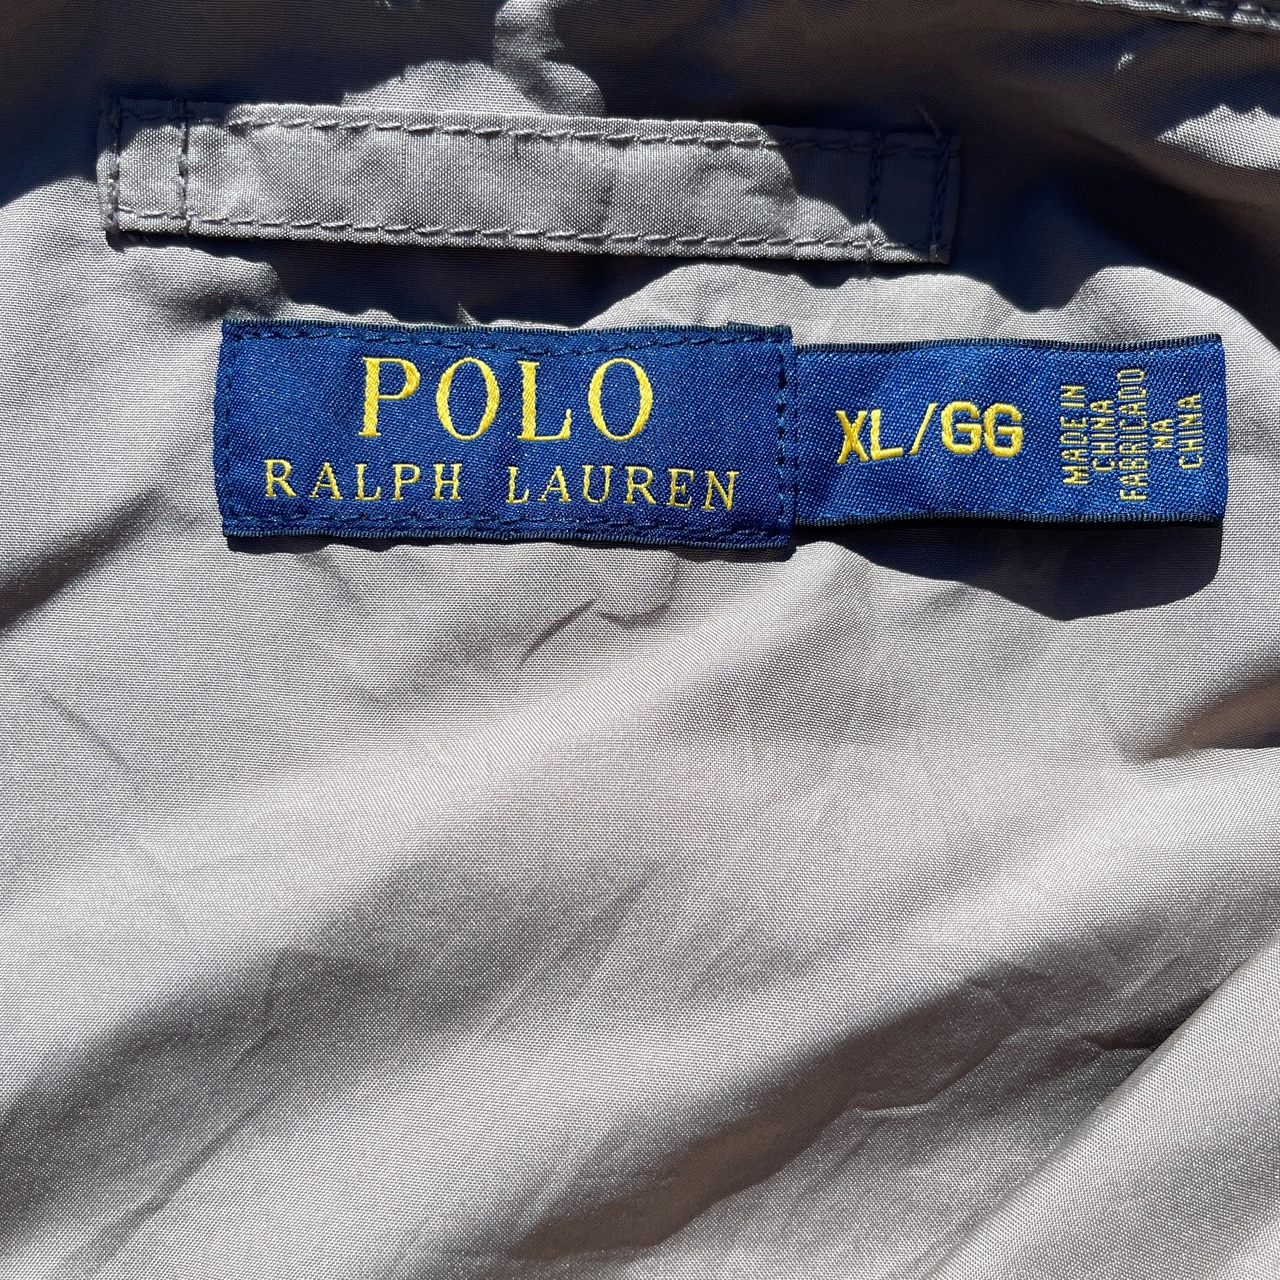 POLO
RALPH LAUREN
XL/GG
MADE IN
CHINA
FABRICADO
NA
CHINA